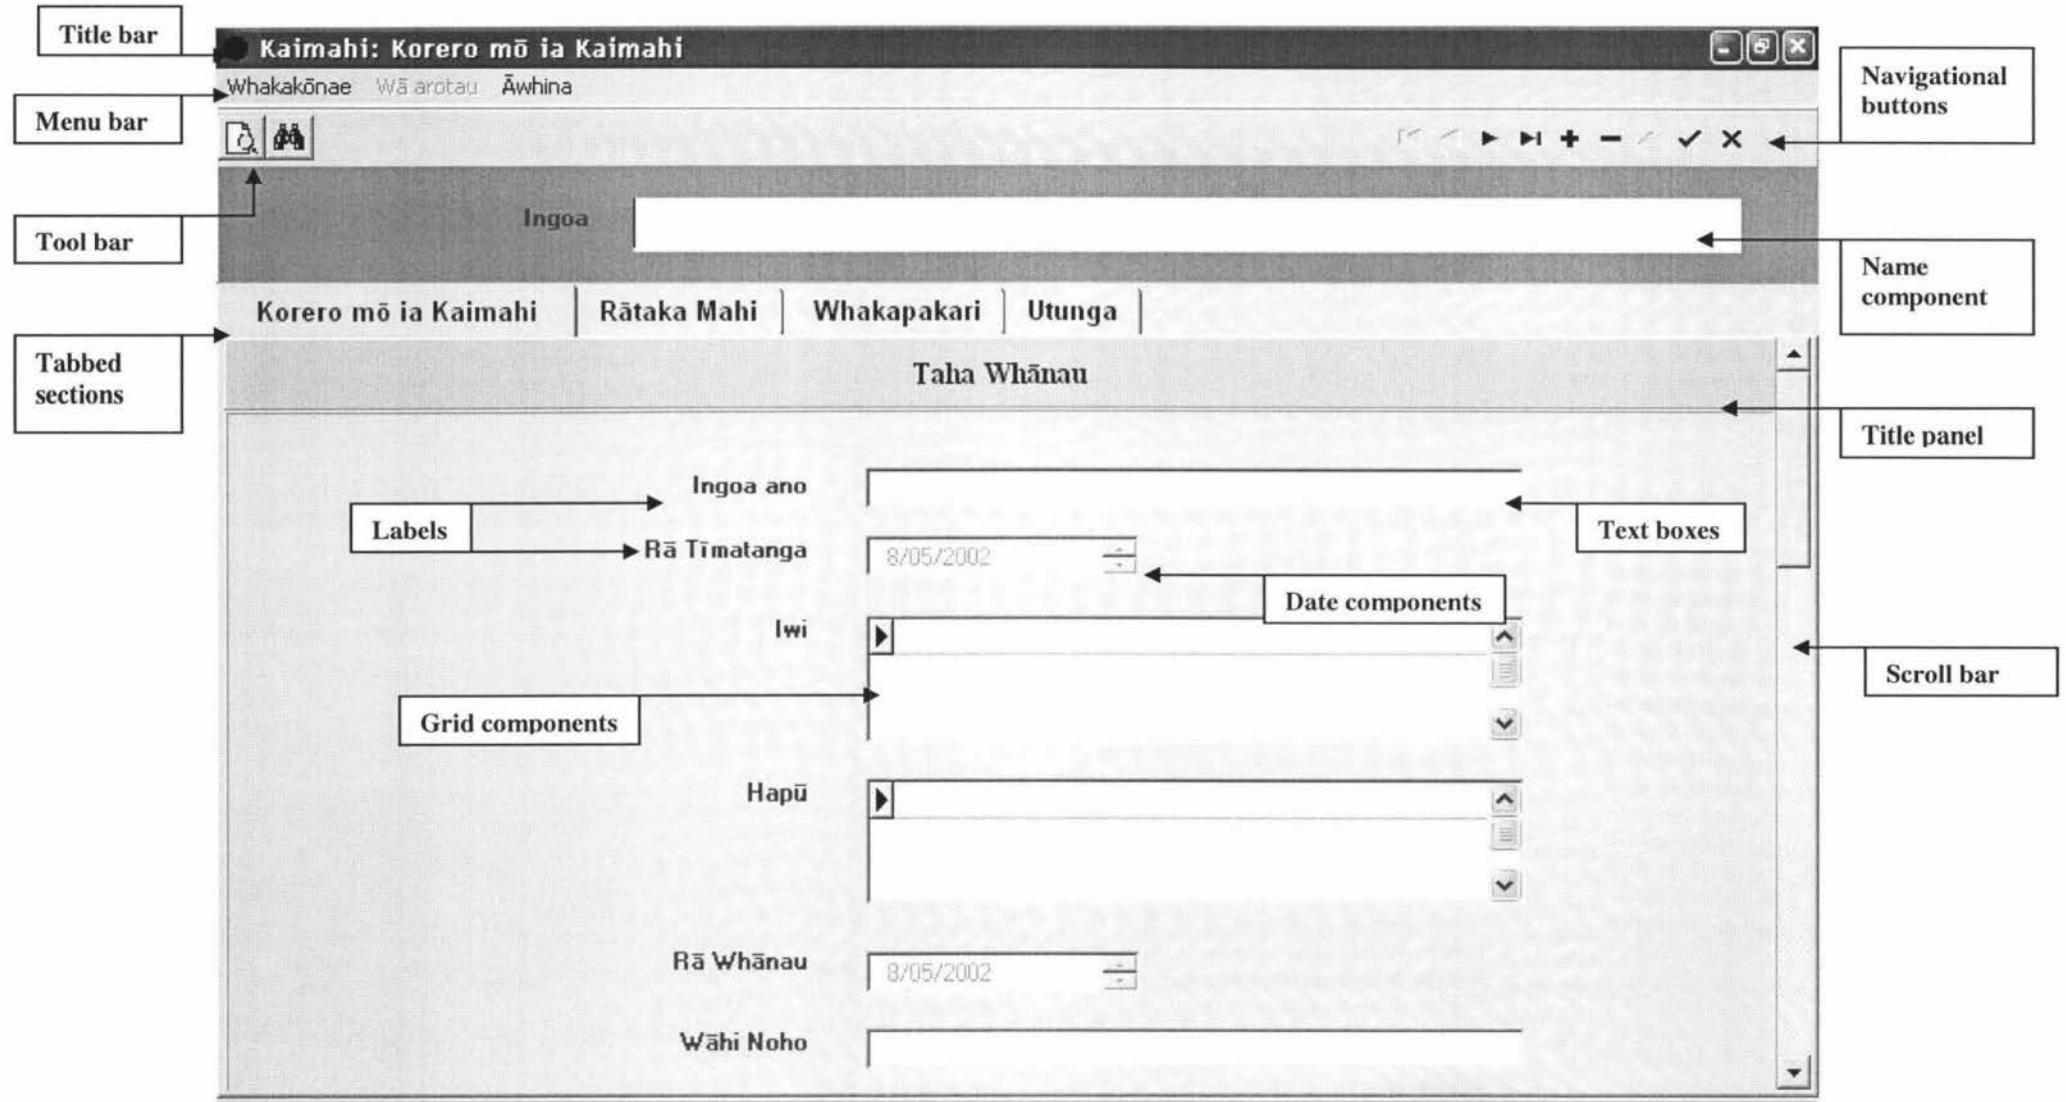 Title bar
Kaimahi: Korero mō ia Kaimahi
Whakakōnae Wā arotau Āwhina
Navigational
buttons
Menu bar
Ingoa
Tool bar
Name
component
Korero mō ia Kaimahi Rātaka Mahi Whakapakari Utunga
Tabbed
sections
Taha Whānau
Title panel
Ingoa ano
Labels
Text boxes
Rā Tīmatanga 8/05/2002
Date components
Iwi
Scroll bar
Grid components
Hapū
Rā Whānau 8/05/2002
Wāhi Noho